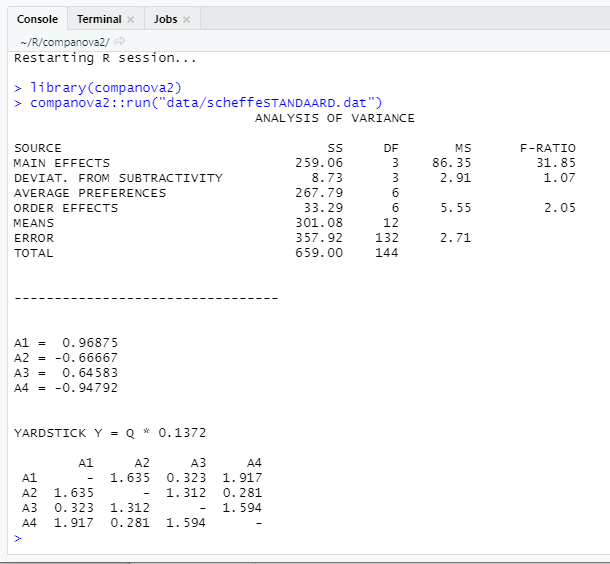 Console Terminal × Jobs ×
~/R/companova2/
Restarting R session...
> library(companova2)
> companova2::run("data/scheffeSTANDAARD.dat")
ANALYSIS OF VARIANCE
SOURCE SS DF MS F-RATIO
MAIN EFFECTS 259.06 3 86.35 31.85
DEVIAT. FROM SUBTRACTIVITY 8.73 3 2.91 1.07
AVERAGE PREFERENCES 267.79 6
ORDER EFFECTS 33.29 6 5.55 2.05
MEANS 301.08 12
ERROR 357.92 132 2.71
TOTAL 659.00 144
---------------------------------
A1 = 0.96875
A2 = -0.66667
A3 = 0.64583
A4 = -0.94792
YARDSTICK Y = Q * 0.1372
A1 A2 A3 A4
A1 - 1.635 0.323 1.917
A2 1.635 - 1.312 0.281
A3 0.323 1.312 - 1.594
A4 1.917 0.281 1.594 -
>